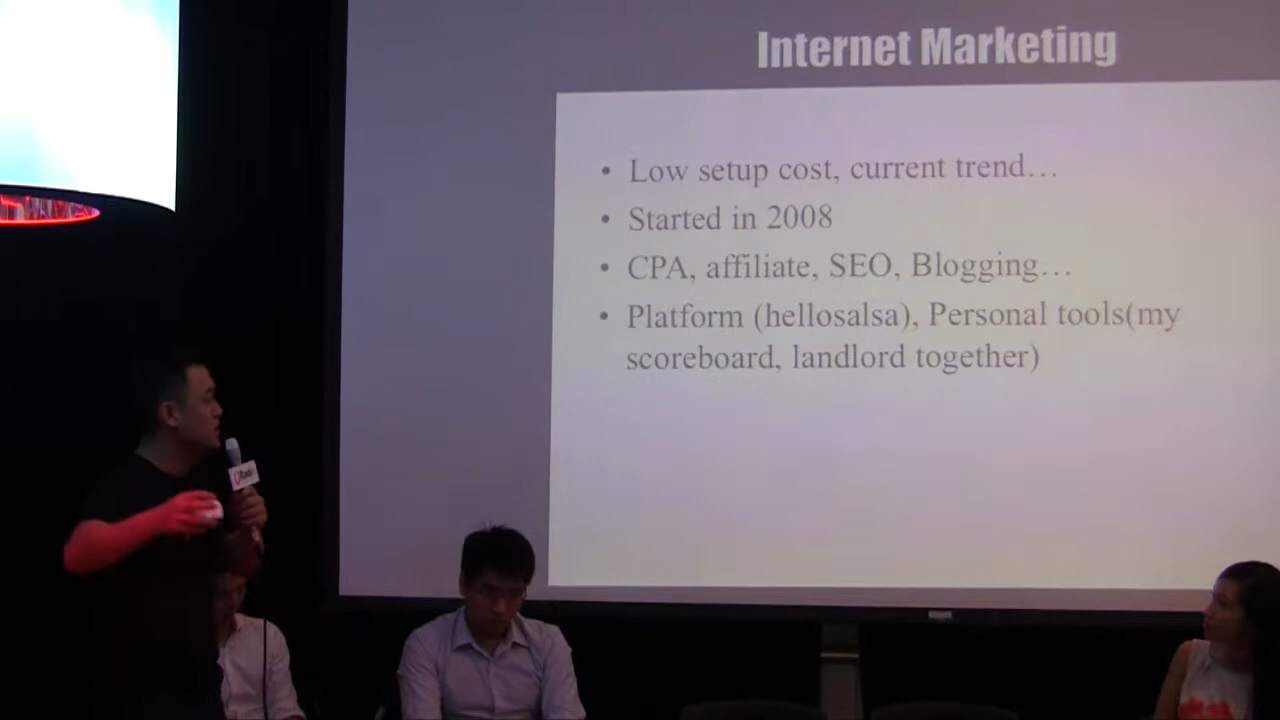 Internet Marketing
• Low setup cost, current trend…
• Started in 2008
• CPA, affiliate, SEO, Blogging…
• Platform (hellosalsa), Personal tools(my
scoreboard, landlord together)